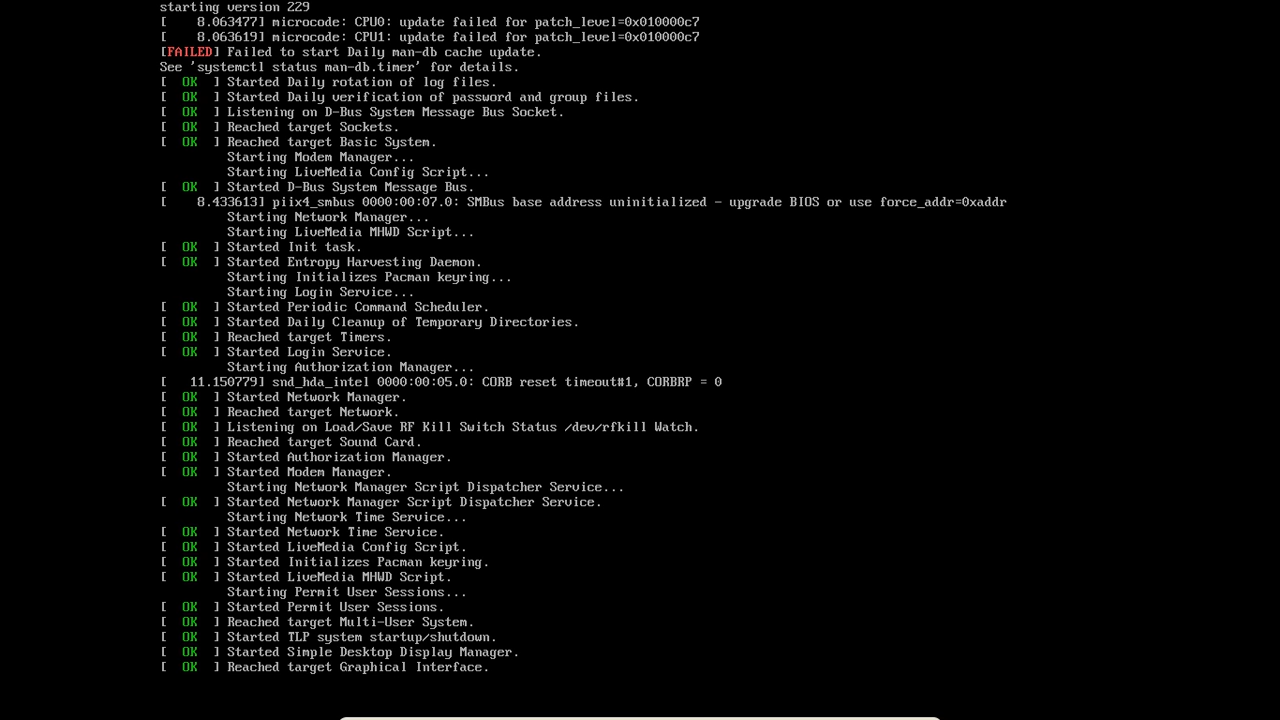 starting version 229
[    8.063477] microcode: CPU0: update failed for patch_level=0x010000c7
[    8.063619] microcode: CPU1: update failed for patch_level=0x010000c7
[FAILED] Failed to start Daily man-db cache update.
See 'systemctl status man-db.timer' for details.
[  OK  ] Started Daily rotation of log files.
[  OK  ] Started Daily verification of password and group files.
[  OK  ] Listening on D-Bus System Message Bus Socket.
[  OK  ] Reached target Sockets.
[  OK  ] Reached target Basic System.
         Starting Modem Manager...
         Starting LiveMedia Config Script...
[  OK  ] Started D-Bus System Message Bus.
[    8.433613] piix4_smbus 0000:00:07.0: SMBus base address uninitialized - upgrade BIOS or use force_addr=0xaddr
         Starting Network Manager...
         Starting LiveMedia MHWD Script...
[  OK  ] Started Init task.
[  OK  ] Started Entropy Harvesting Daemon.
         Starting Initializes Pacman keyring...
         Starting Login Service...
[  OK  ] Started Periodic Command Scheduler.
[  OK  ] Started Daily Cleanup of Temporary Directories.
[  OK  ] Reached target Timers.
[  OK  ] Started Login Service.
         Starting Authorization Manager...
[   11.150779] snd_hda_intel 0000:00:05.0: CORB reset timeout#1, CORBRP = 0
[  OK  ] Started Network Manager.
[  OK  ] Reached target Network.
[  OK  ] Listening on Load/Save RF Kill Switch Status /dev/rfkill Watch.
[  OK  ] Reached target Sound Card.
[  OK  ] Started Authorization Manager.
[  OK  ] Started Modem Manager.
         Starting Network Manager Script Dispatcher Service...
[  OK  ] Started Network Manager Script Dispatcher Service.
         Starting Network Time Service...
[  OK  ] Started Network Time Service.
[  OK  ] Started LiveMedia Config Script.
[  OK  ] Started Initializes Pacman keyring.
[  OK  ] Started LiveMedia MHWD Script.
         Starting Permit User Sessions...
[  OK  ] Started Permit User Sessions.
[  OK  ] Reached target Multi-User System.
[  OK  ] Started TLP system startup/shutdown.
[  OK  ] Started Simple Desktop Display Manager.
[  OK  ] Reached target Graphical Interface.